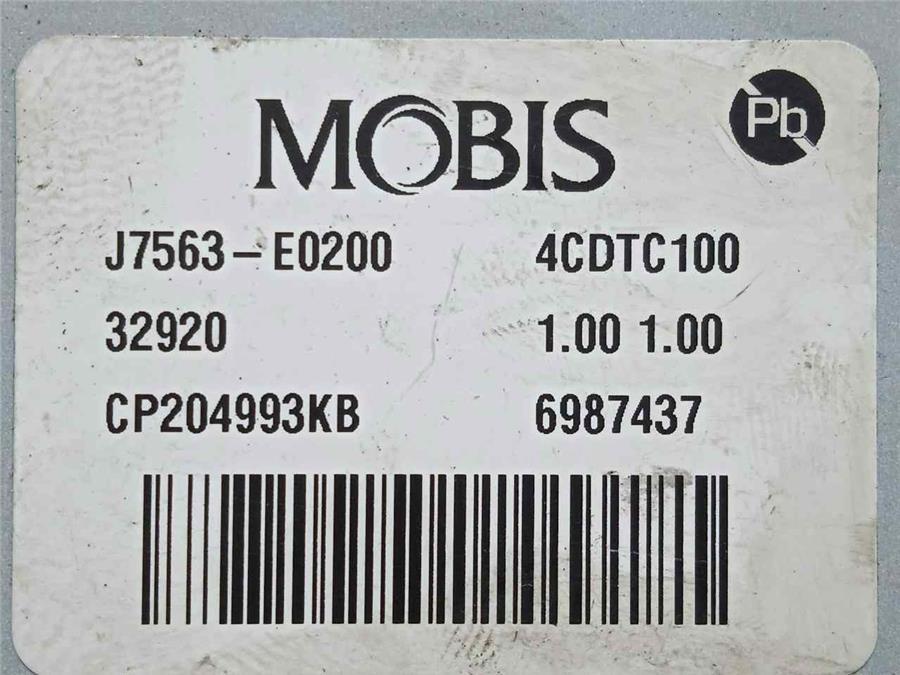 MOBIS
Pb
J7563-E0200 4CDTC100
32920 1.00 1.00
CP204993KB 6987437